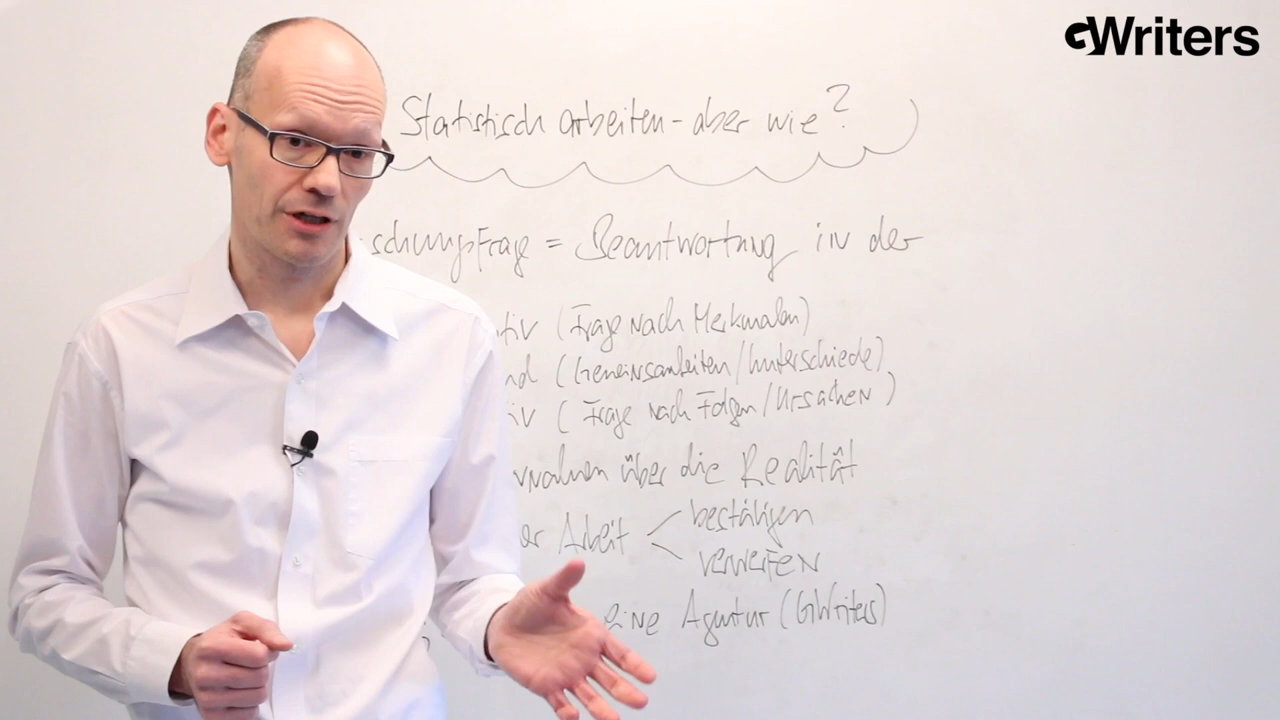 GWriters
Statistisch arbeiten - aber wie?
schungsfrage = Beantwortung in der
tiv (Frage nach Merkmalen)
nd (Gemeinsamkeiten/Unterschiede)
iv (Frage nach Folgen/Ursachen)
nnahmen über die Realität
er Arbeit < bestätigen
verwerfen
eine Agentur (GWriters)